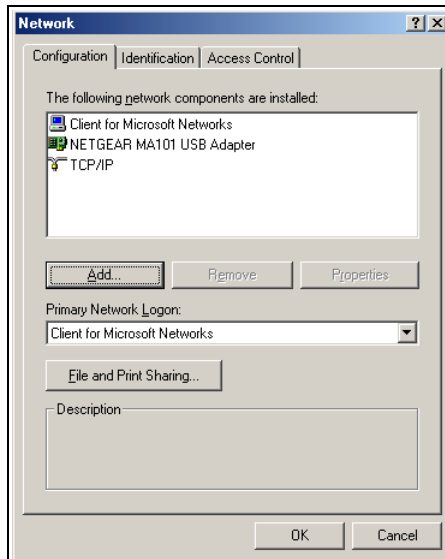 Network
Configuration Identification Access Control
The following network components are installed:
Client for Microsoft Networks
NETGEAR MA101 USB Adapter
TCP/IP
Add... Remove Properties
Primary Network Logon:
Client for Microsoft Networks
File and Print Sharing...
Description
OK Cancel